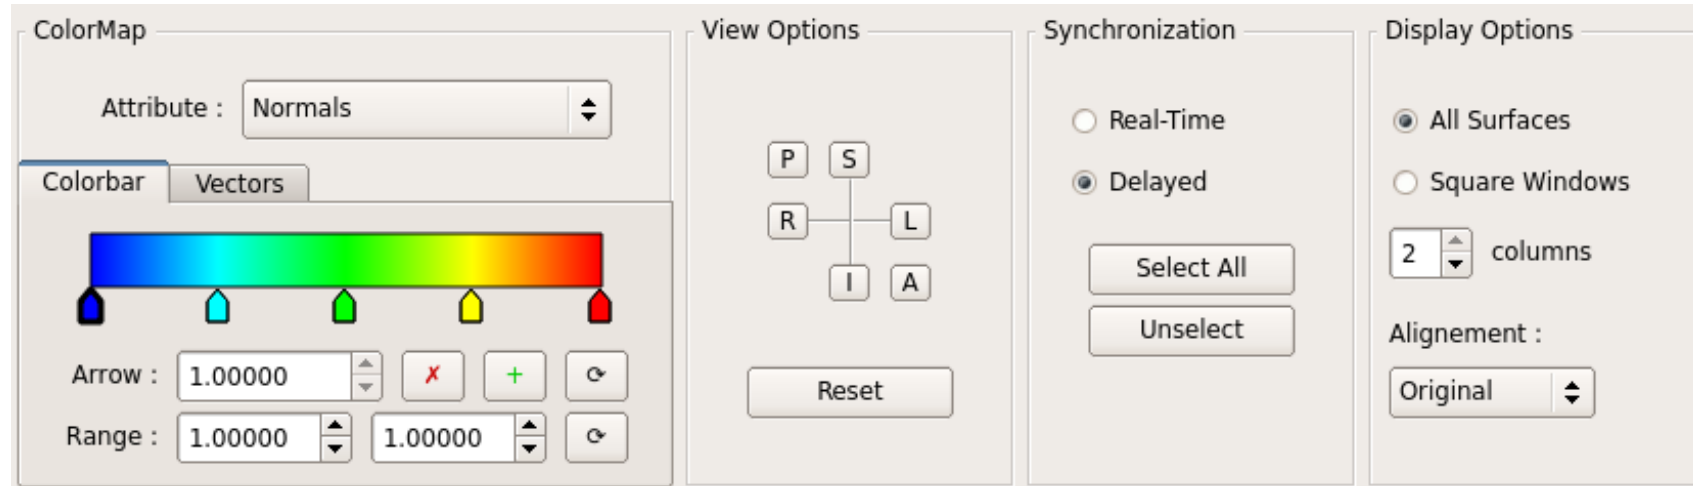 ColorMap
Attribute :
Normals
Colorbar
Vectors
Arrow :
1.00000
✗
+
⟳
Range :
1.00000
1.00000
⟳
View Options
P
S
R
L
I
A
Reset
Synchronization
Real-Time
Delayed
Select All
Unselect
Display Options
All Surfaces
Square Windows
2
columns
Alignement :
Original